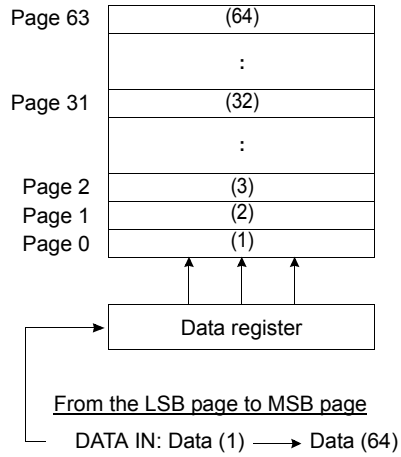 Page 63 (64)
:
Page 31 (32)
:
Page 2 (3)
Page 1 (2)
Page 0 (1)
Data register
From the LSB page to MSB page
DATA IN: Data (1) → Data (64)